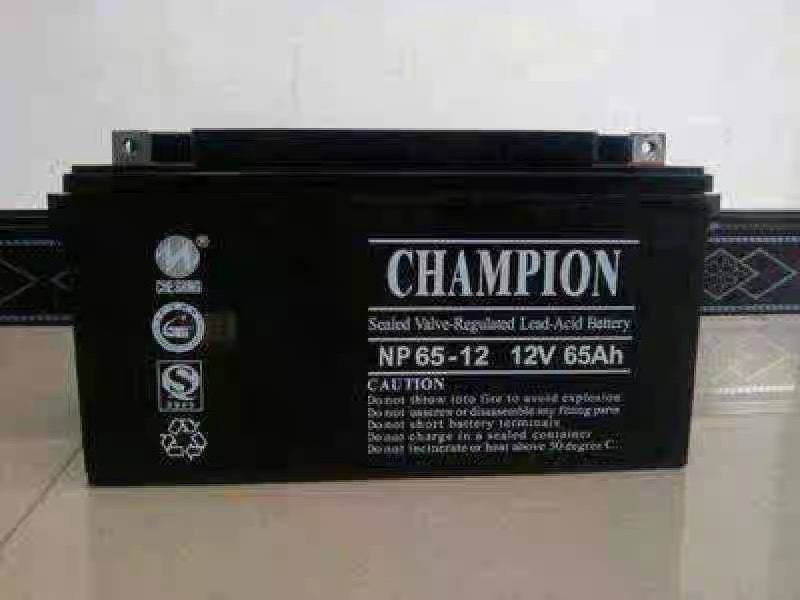 CHAMPION
Sealed Valve-Regulated Lead-Acid Battery
NP 65-12 12V 65Ah
CAUTION
Do not throw into fire to avoid explosion
Do not unscrew or disassemble any fitting parts
Do not short battery terminals
Do not charge in a sealed container
Do not incinerate or heat above 50 degree C.